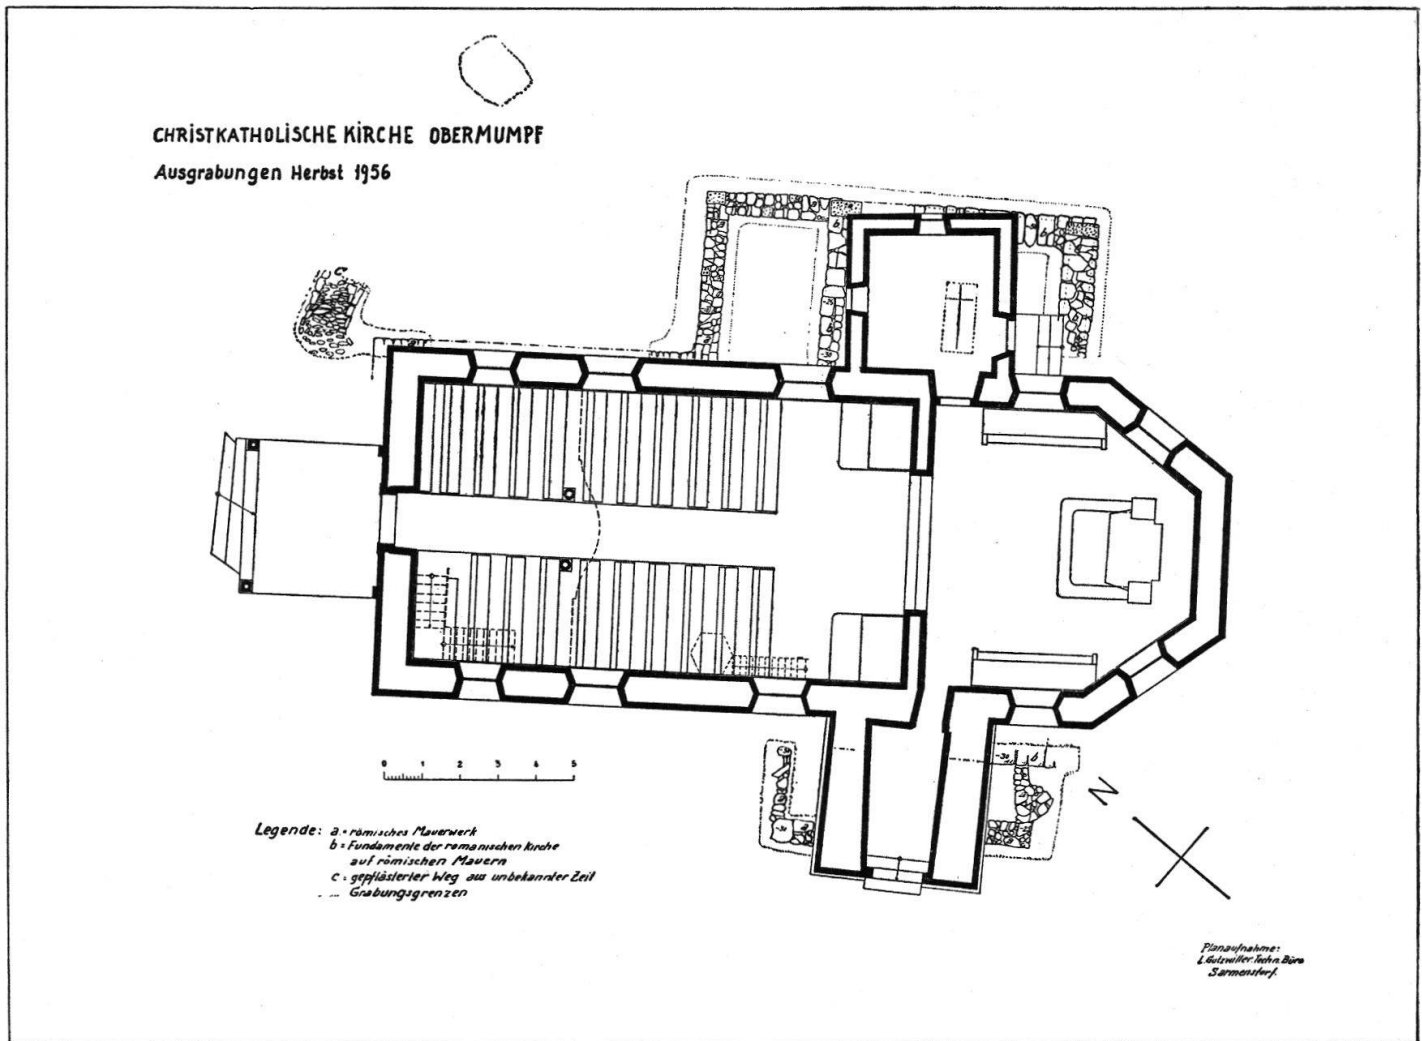 CHRISTKATHOLISCHE KIRCHE OBERMUMPF
Ausgrabungen Herbst 1956
c
a
b
b
a
b
b
a
-30
b
a
0 1 2 3 4 5
N
Legende: a = römisches Mauerwerk
b = Fundamente der romanischen Kirche
auf römischen Mauern
c = gepflästerter Weg aus unbekannter Zeit
Grabungsgrenzen
Planaufnahme:
L. Gutzwiller. Techn. Büro
Sarmenstorf.